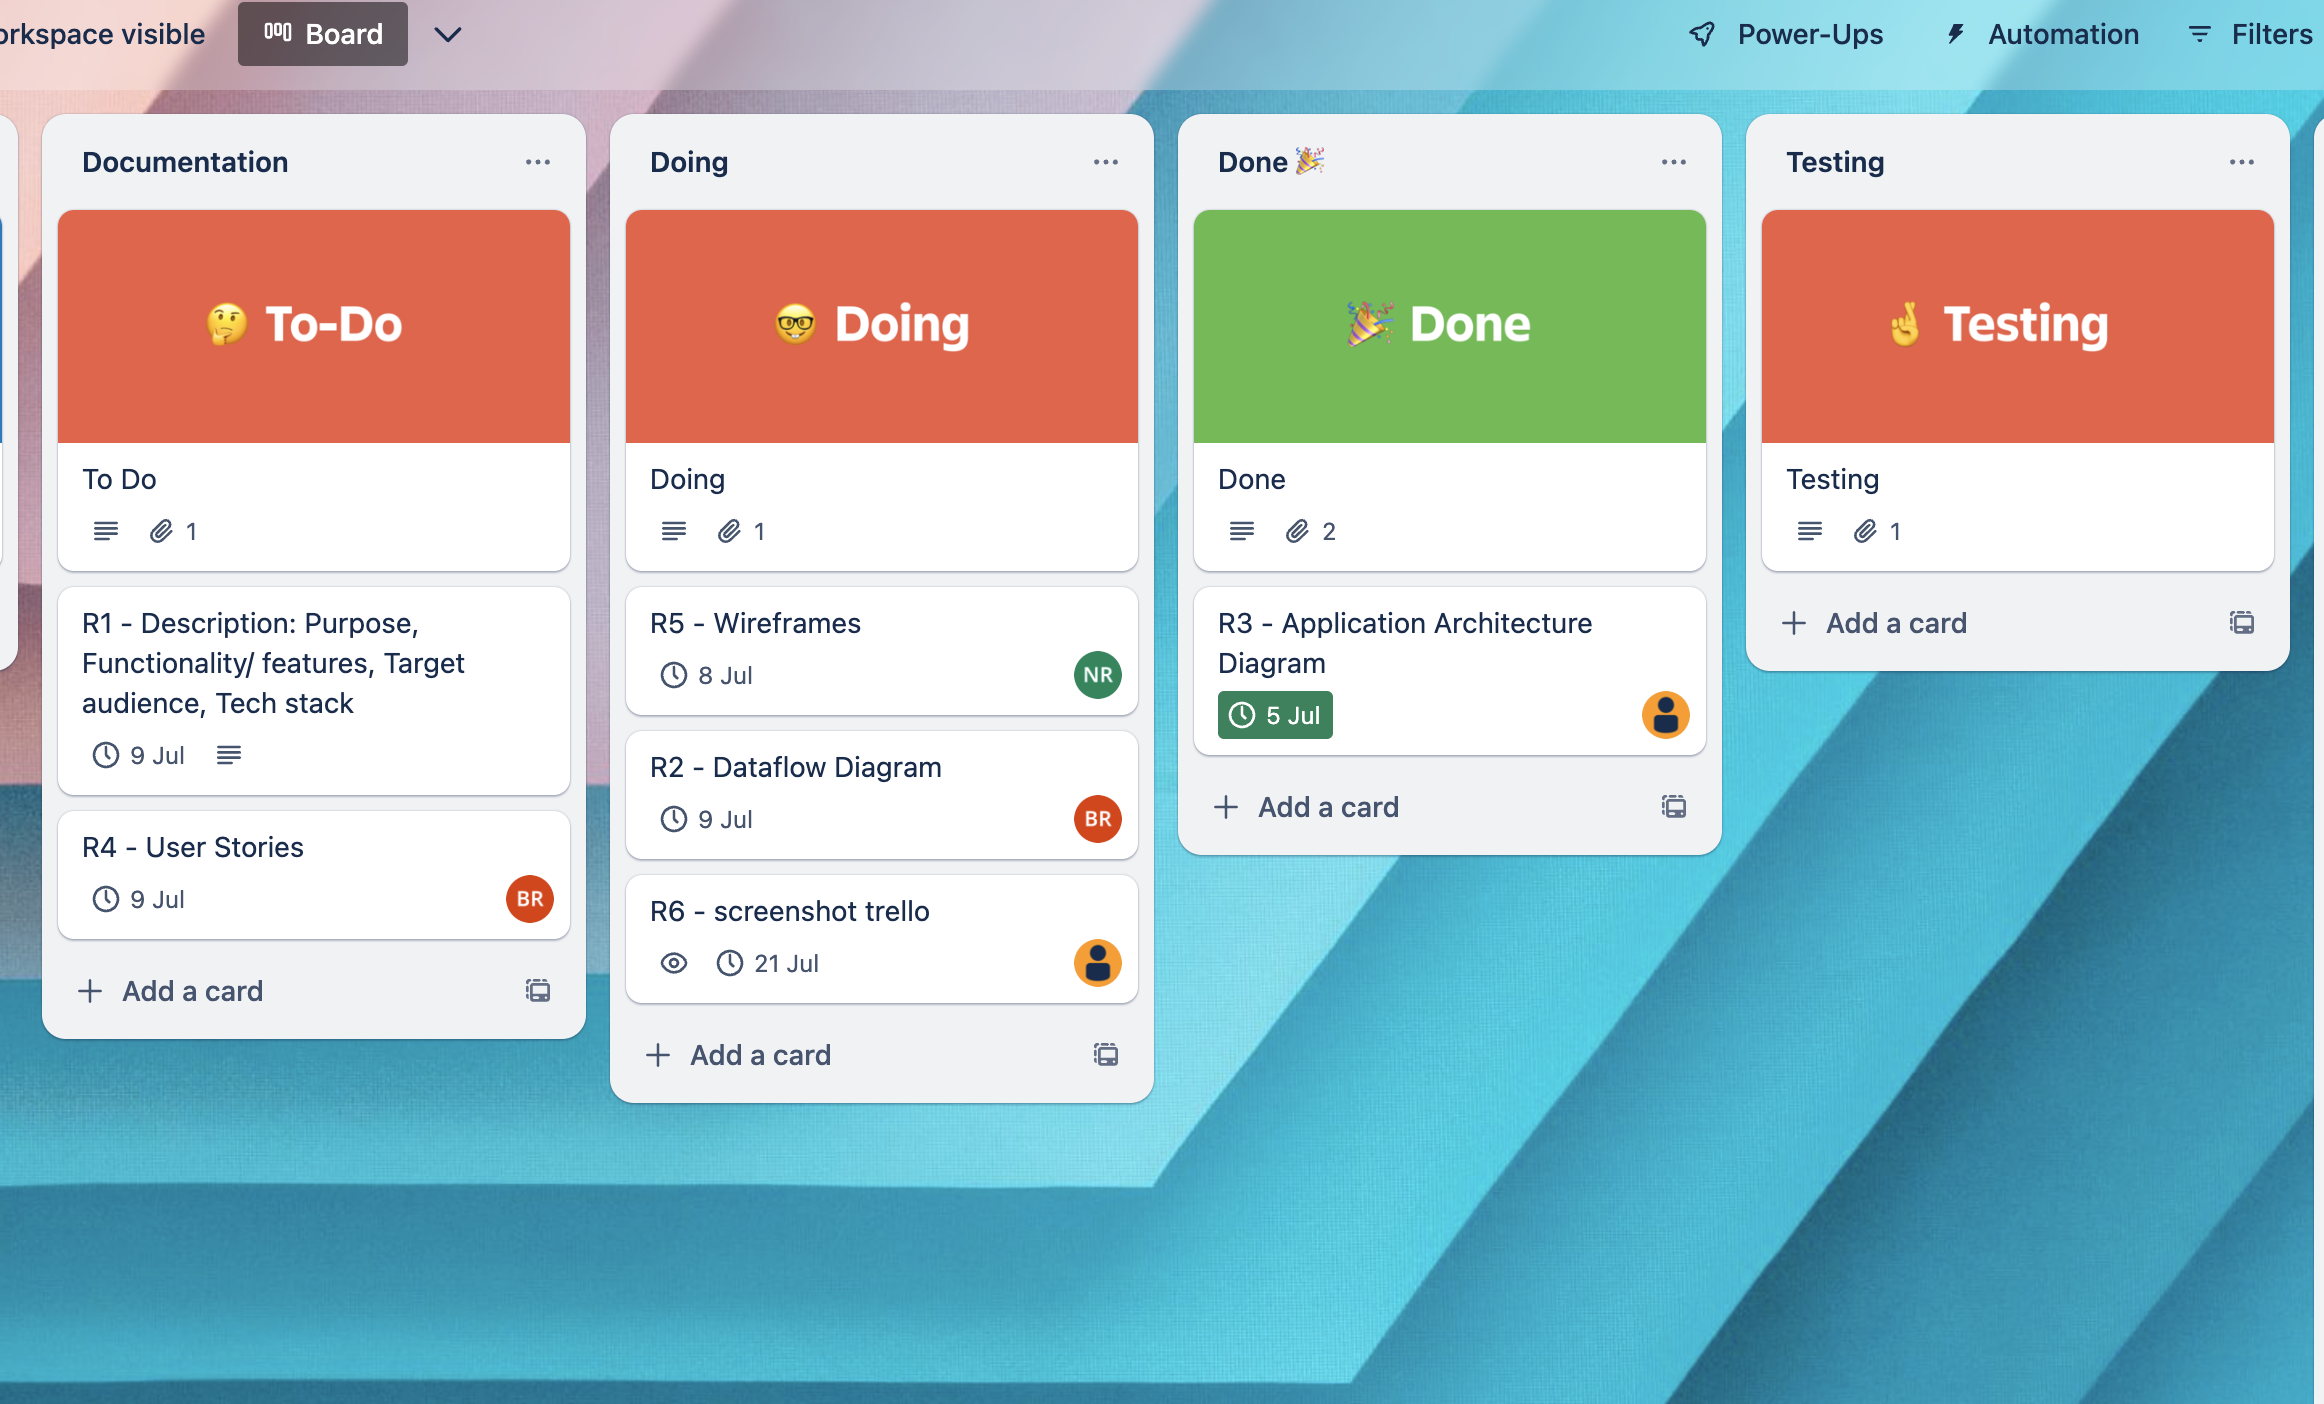 orkspace visible
Board
Power-Ups
Automation
Filters
Documentation
To-Do
To Do
1
R1 - Description: Purpose,
Functionality/ features, Target
audience, Tech stack
9 Jul
R4 - User Stories
9 Jul
BR
Add a card
Doing
Doing
Doing
1
R5 - Wireframes
8 Jul
NR
R2 - Dataflow Diagram
9 Jul
BR
R6 - screenshot trello
21 Jul
Add a card
Done
Done
Done
2
R3 - Application Architecture
Diagram
5 Jul
Add a card
Testing
Testing
Testing
1
Add a card